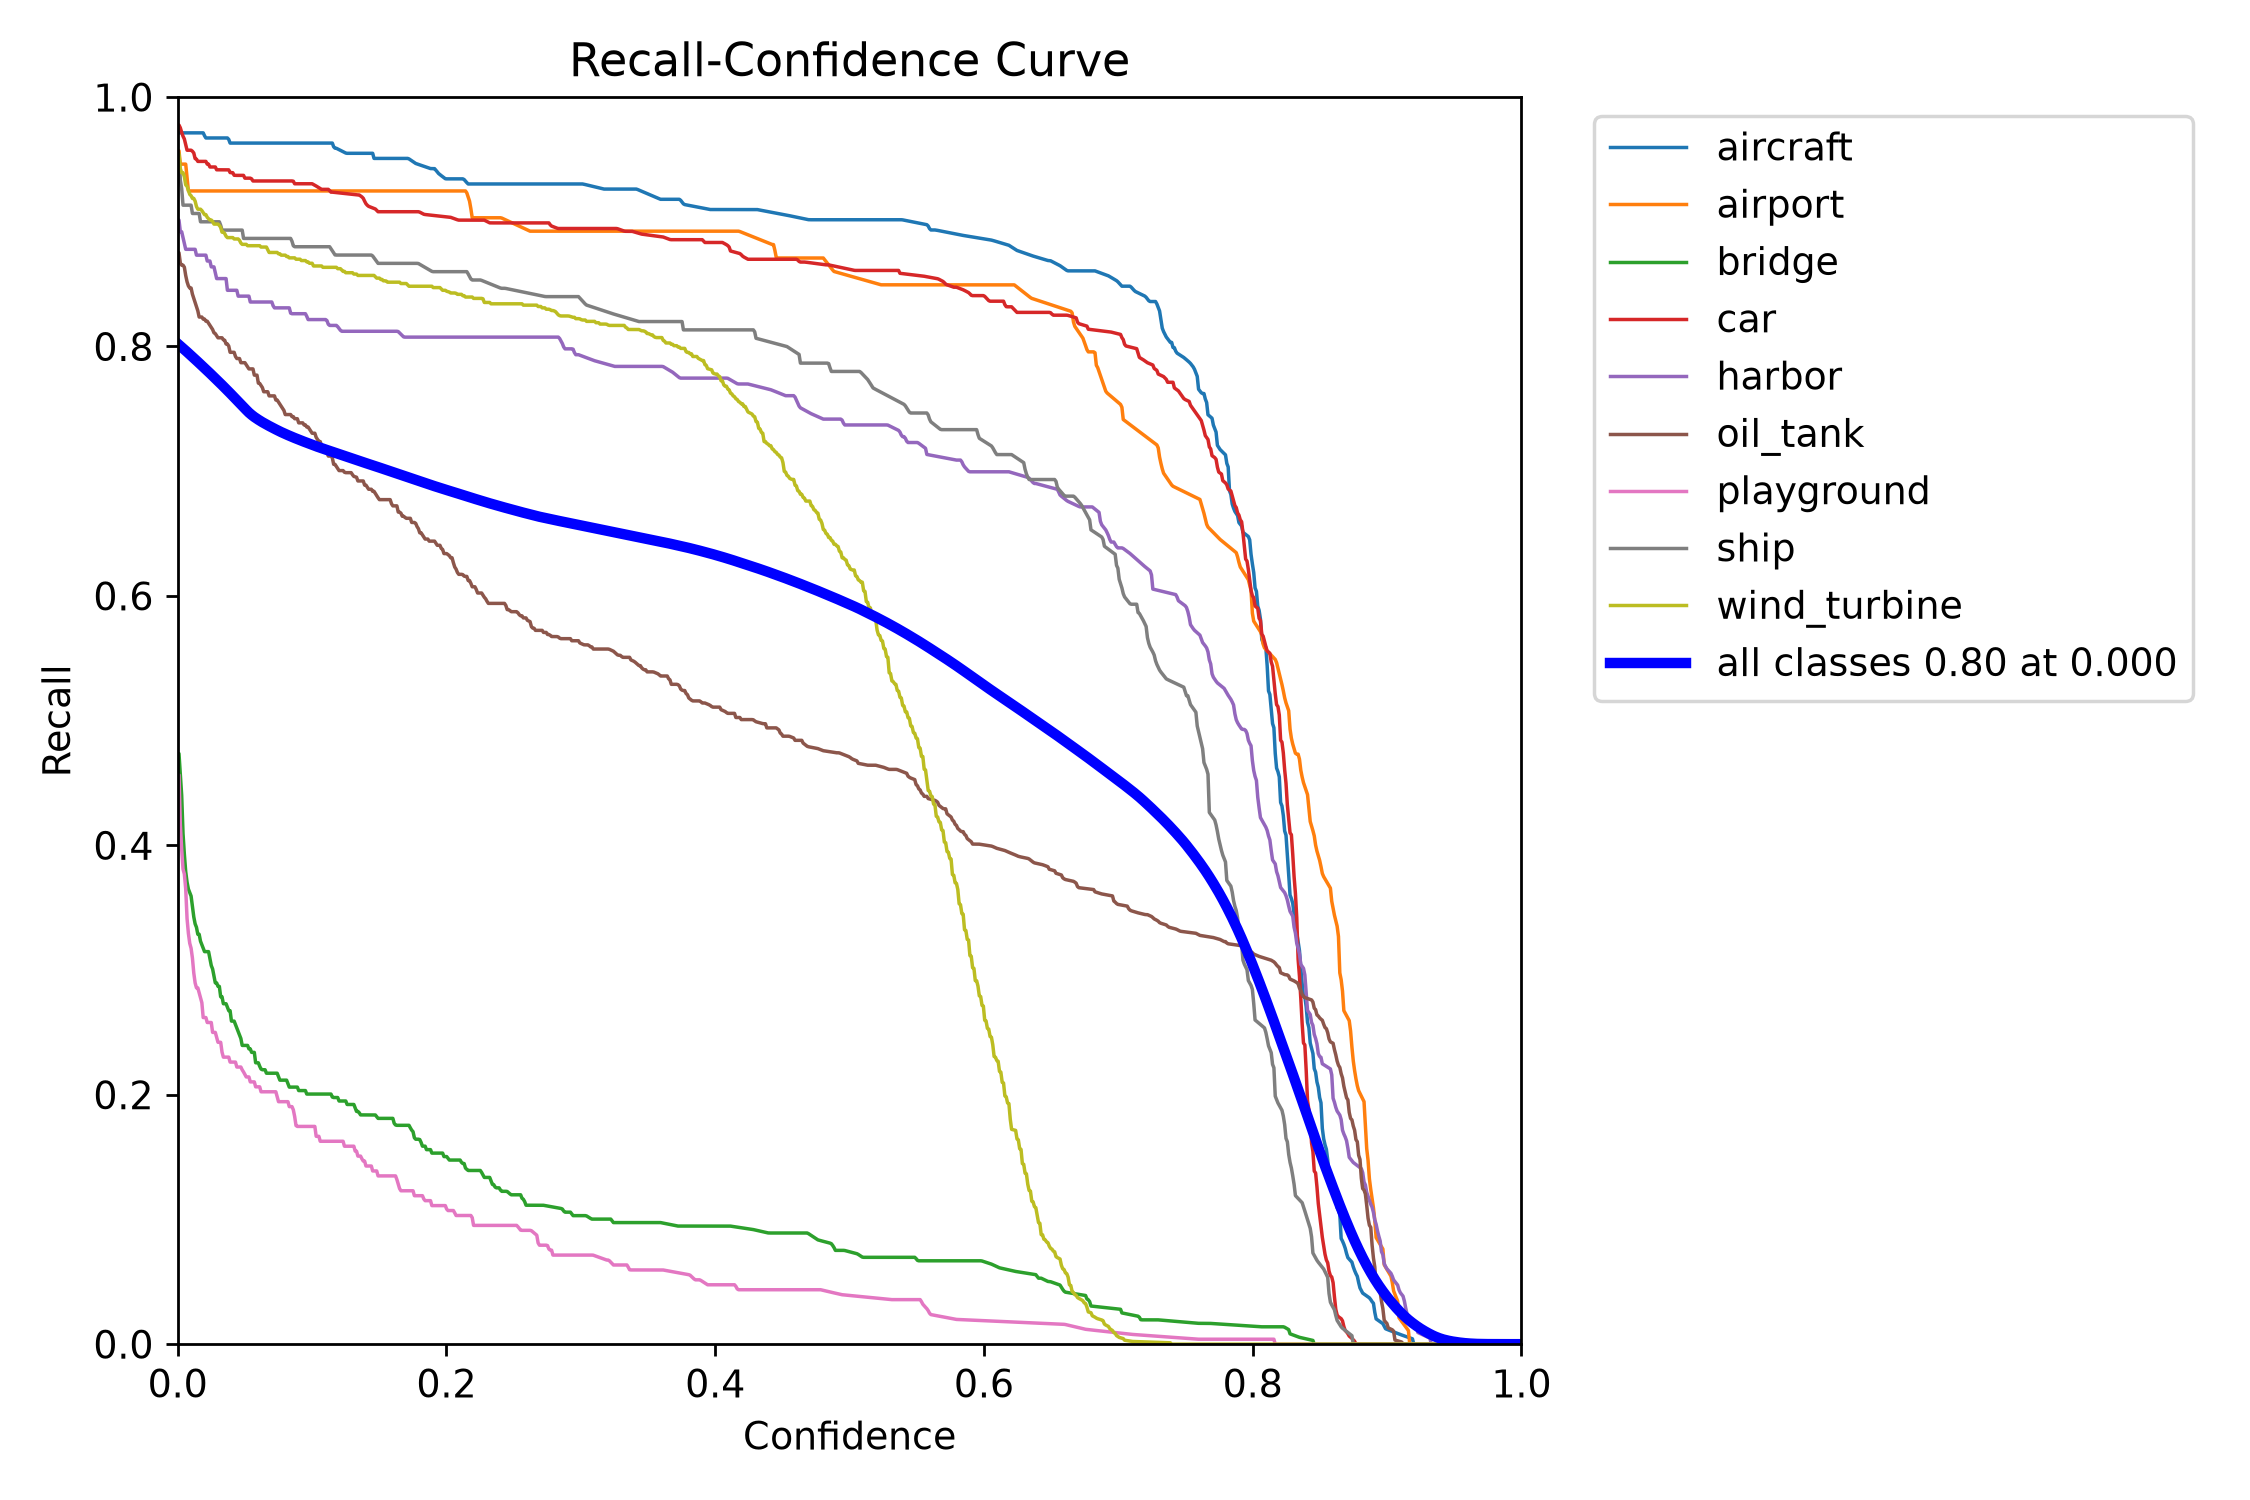 Recall-Confidence Curve
1.0
0.8
0.6
0.4
0.2
0.0
Recall
0.0 0.2 0.4 0.6 0.8 1.0
Confidence
aircraft
airport
bridge
car
harbor
oil_tank
playground
ship
wind_turbine
all classes 0.80 at 0.000